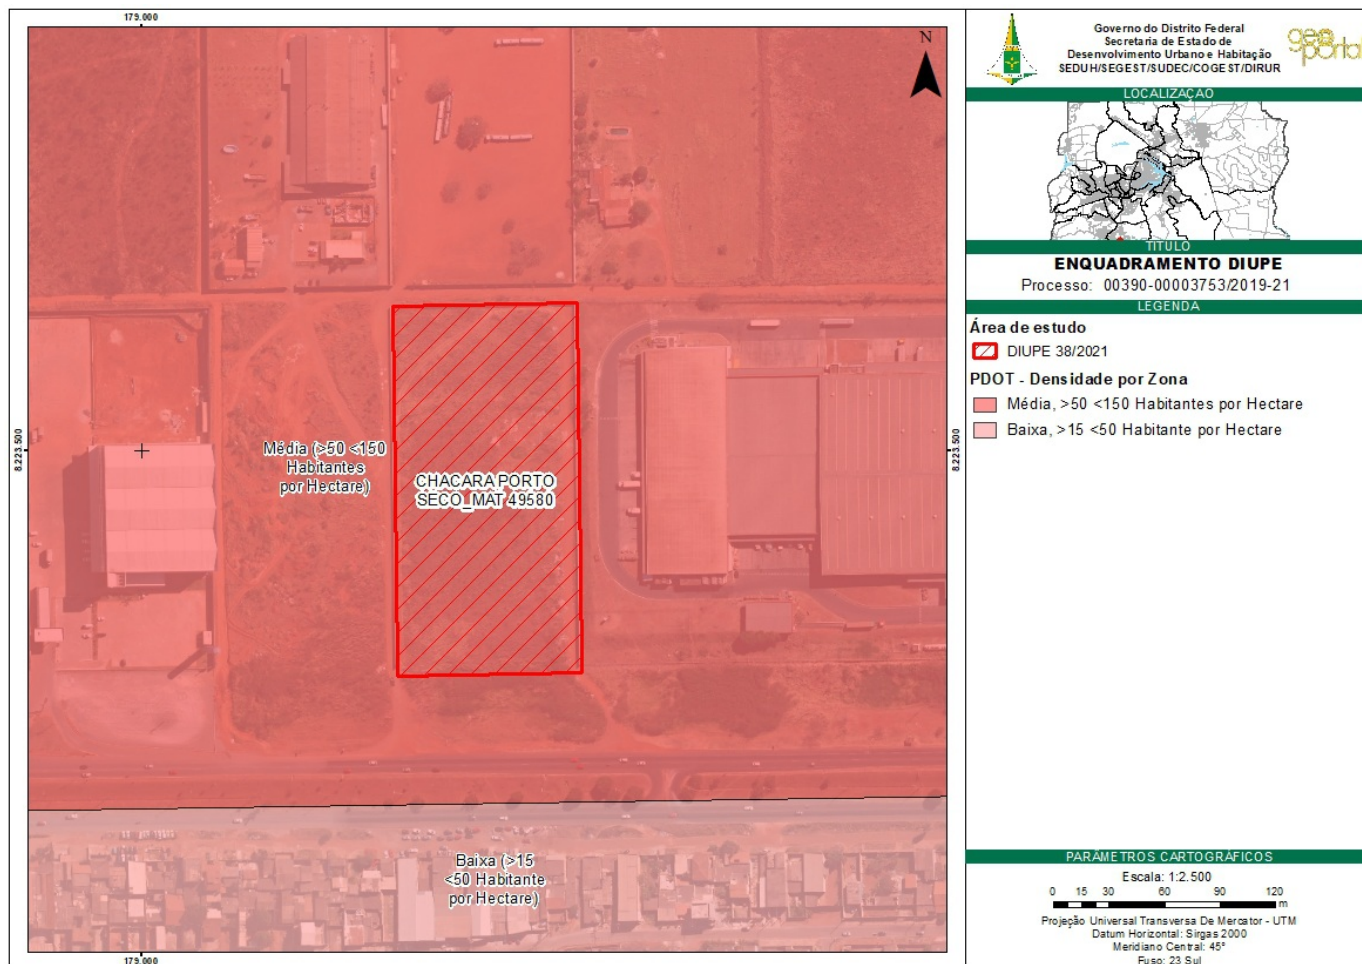 179.000
N
8.223.500
8.223.500
Média (>50 <150
Habitantes
por Hectare)
CHACARA PORTO
SECO_MAT 49580
Baixa (>15
<50 Habitante
por Hectare)
179.000
Governo do Distrito Federal
Secretaria de Estado de
Desenvolvimento Urbano e Habitação
SEDUH/SEGEST/SUDEC/COGEST/DIRUR
geo
portal
LOCALIZAÇÃO
TÍTULO
ENQUADRAMENTO DIUPE
Processo: 00390-00003753/2019-21
LEGENDA
Área de estudo
DIUPE 38/2021
PDOT - Densidade por Zona
Média, >50 <150 Habitantes por Hectare
Baixa, >15 <50 Habitante por Hectare
PARÂMETROS CARTOGRÁFICOS
Escala: 1:2.500
0 15 30 60 90 120
m
Projeção Universal Transversa De Mercator - UTM
Datum Horizontal: Sirgas 2000
Meridiano Central: 45°
Fuso: 23 Sul